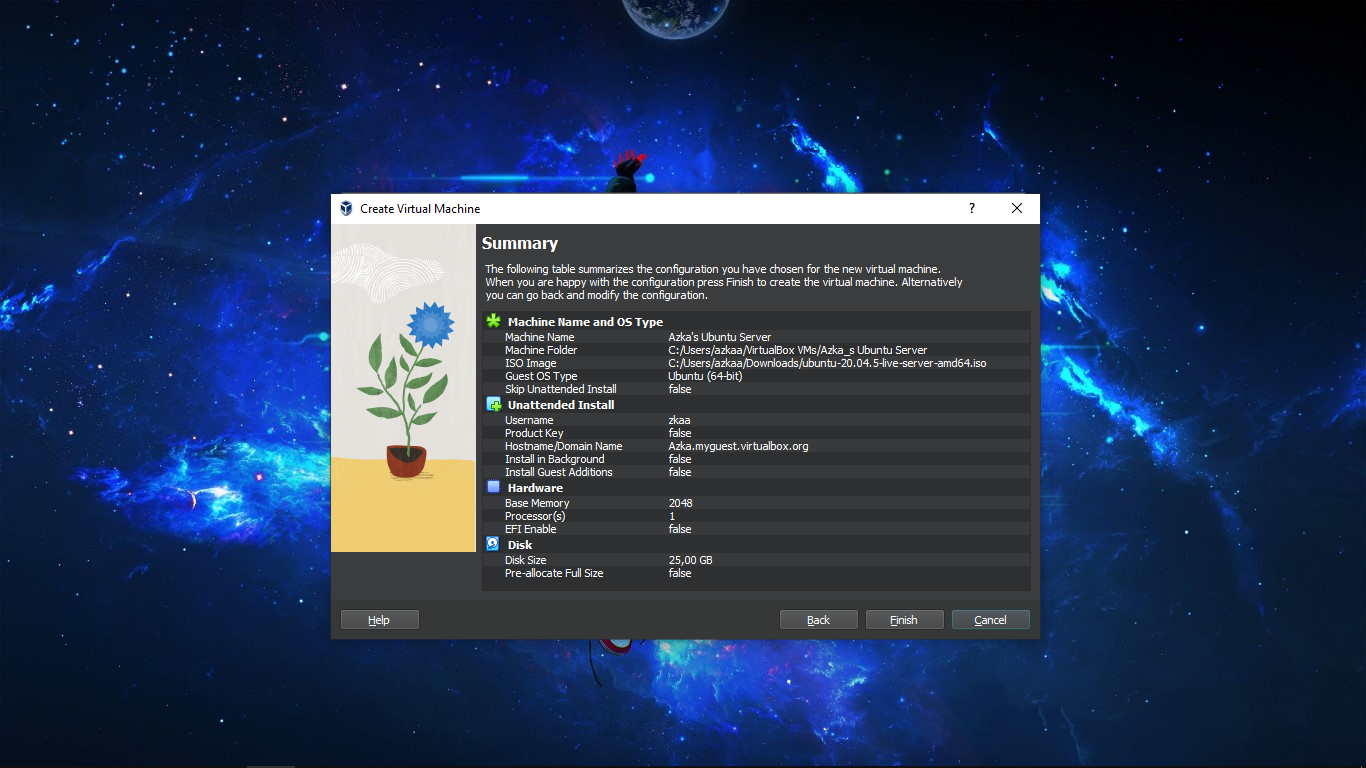 Create Virtual Machine
?
Summary
The following table summarizes the configuration you have chosen for the new virtual machine.
When you are happy with the configuration press Finish to create the virtual machine. Alternatively
you can go back and modify the configuration.
Machine Name and OS Type
Machine Name Azka's Ubuntu Server
Machine Folder C:/Users/azkaa/VirtualBox VMs/Azka_s Ubuntu Server
ISO Image C:/Users/azkaa/Downloads/ubuntu-20.04.5-live-server-amd64.iso
Guest OS Type Ubuntu (64-bit)
Skip Unattended Install false
Unattended Install
Username zkaa
Product Key false
Hostname/Domain Name Azka.myguest.virtualbox.org
Install in Background false
Install Guest Additions false
Hardware
Base Memory 2048
Processor(s) 1
EFI Enable false
Disk
Disk Size 25,00 GB
Pre-allocate Full Size false
Help Back Finish Cancel